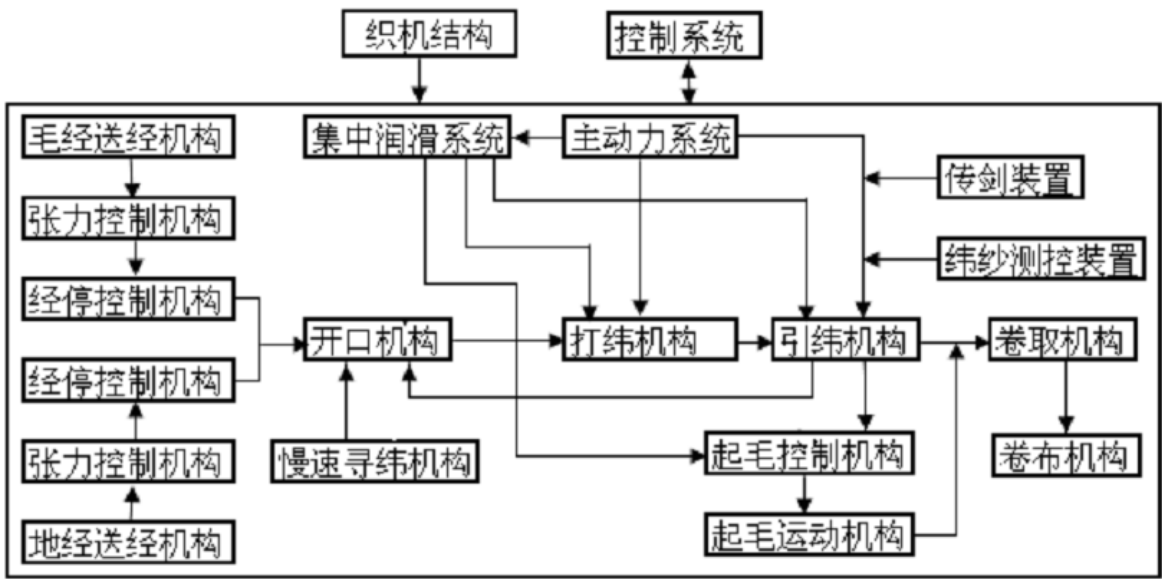 织机结构
控制系统
毛经送经机构
集中润滑系统
主动力系统
传剑装置
张力控制机构
纬纱测控装置
经停控制机构
开口机构
打纬机构
引纬机构
卷取机构
经停控制机构
张力控制机构
慢速寻纬机构
起毛控制机构
卷布机构
地经送经机构
起毛运动机构